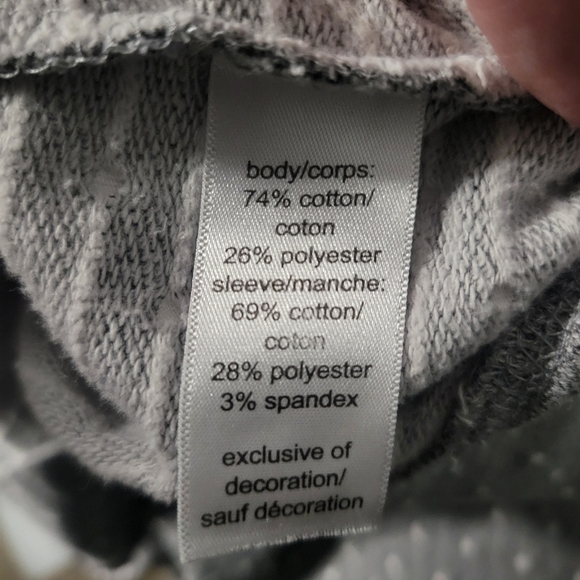 body/corps:
74% cotton/
coton
26% polyester
sleeve/manche:
69% cotton/
coton
28% polyester
3% spandex
exclusive of
decoration/
sauf décoration